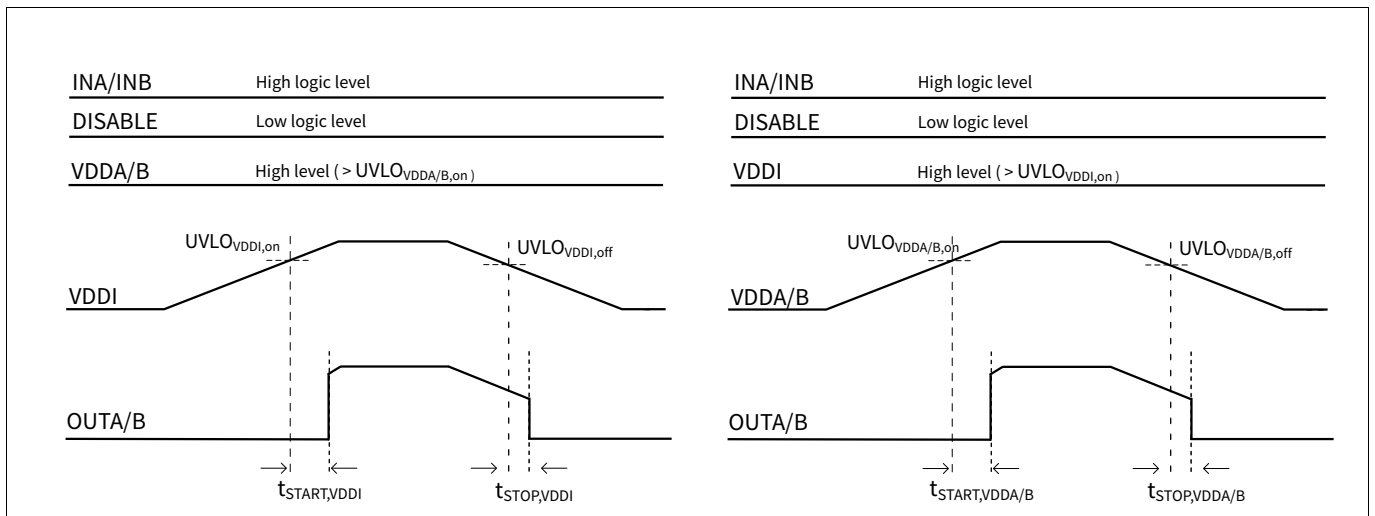 INA/INB High logic level
DISABLE Low logic level
VDDA/B High level ( > UVLOVDDA/B,on )
UVLOVDDI,on
UVLOVDDI,off
VDDI
OUTA/B
tSTART,VDDI
tSTOP,VDDI
INA/INB High logic level
DISABLE Low logic level
VDDI High level ( > UVLOVDDI,on )
UVLOVDDA/B,on
UVLOVDDA/B,off
VDDA/B
OUTA/B
tSTART,VDDA/B
tSTOP,VDDA/B